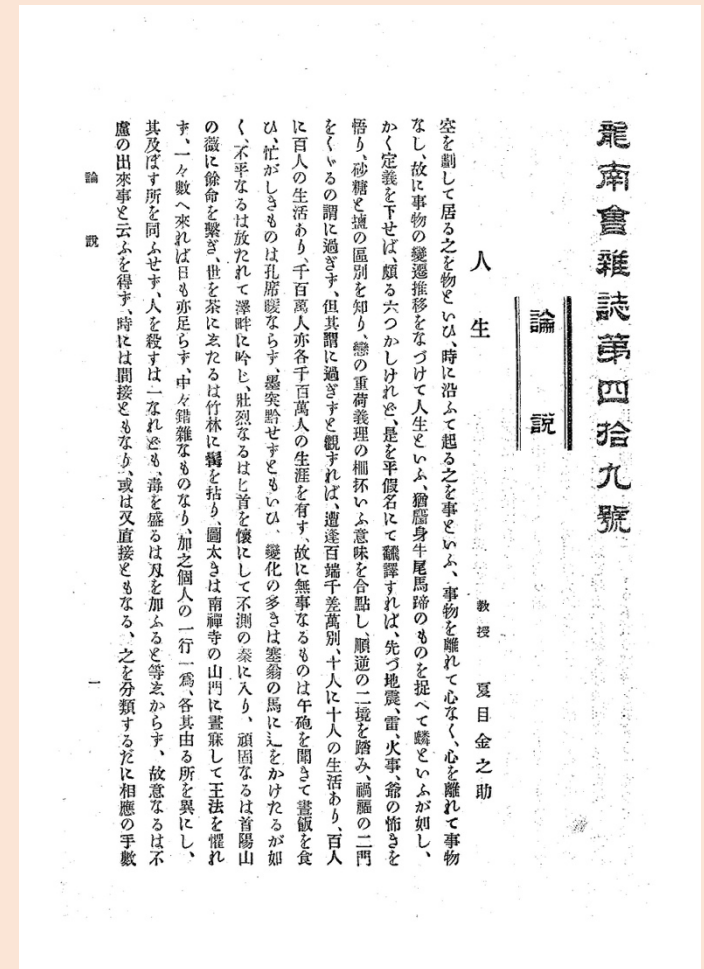 龍南會雜誌第四拾九號
論説
人生
教授 夏目金之助
空を劃して居る之を物といひ、時に沿ふて起る之を事といふ、事物を離れて心なく、心を離れて事物
なし、故に事物の變遷推移をなづけて人生といふ、猶麕身牛尾馬蹄のものを捉へて麟といふが如し、
かく定義を下せば、頗る六つかしけれど、是を平假名にて飜譯すれば、先づ地震、雷、火事、爺の怖きを
悟り、砂糖と塩の區別を知り、戀の重荷義理の柵抔いふ意味を合點し、順逆の二境を踏み、禍福の二門
をくゞるの謂に過ぎず、但其謂に過ぎずと觀ずれば、遭逢百端千差萬別、十人に十人の生活あり、百人
に百人の生活あり、千百萬人亦各千百萬人の生涯を有す、故に無事なるものは午砲を聞きて晝飯を食
ひ、忙がしきものは孔席暖ならず、墨突黔せずともいひ、變化の多きは塞翁の馬に辶をかけたるが如
く、不平なるは放たれて澤畔に吟じ、壯烈なるは匕首を懷にして不測の秦に入り、頑固なるは首陽山
の薇に餘命を繋ぎ、世を茶にゑたるは竹林に髯を拈り、圖太きは南禪寺の山門に晝寐して王法を懼れ
ず、一々數へ來れば日も亦足らず、中々錯雜なものなり、加之個人の一行一爲、各其由る所を異にし、
其及ぼす所を同ふせず、人を殺すは一なれども、毒を盛るは刄を加ふると等ゑからず、故意なるは不
慮の出來事と云ふを得ず、時には間接ともなり、或は又直接ともなる、之を分類するだに相應の手數
論説
一